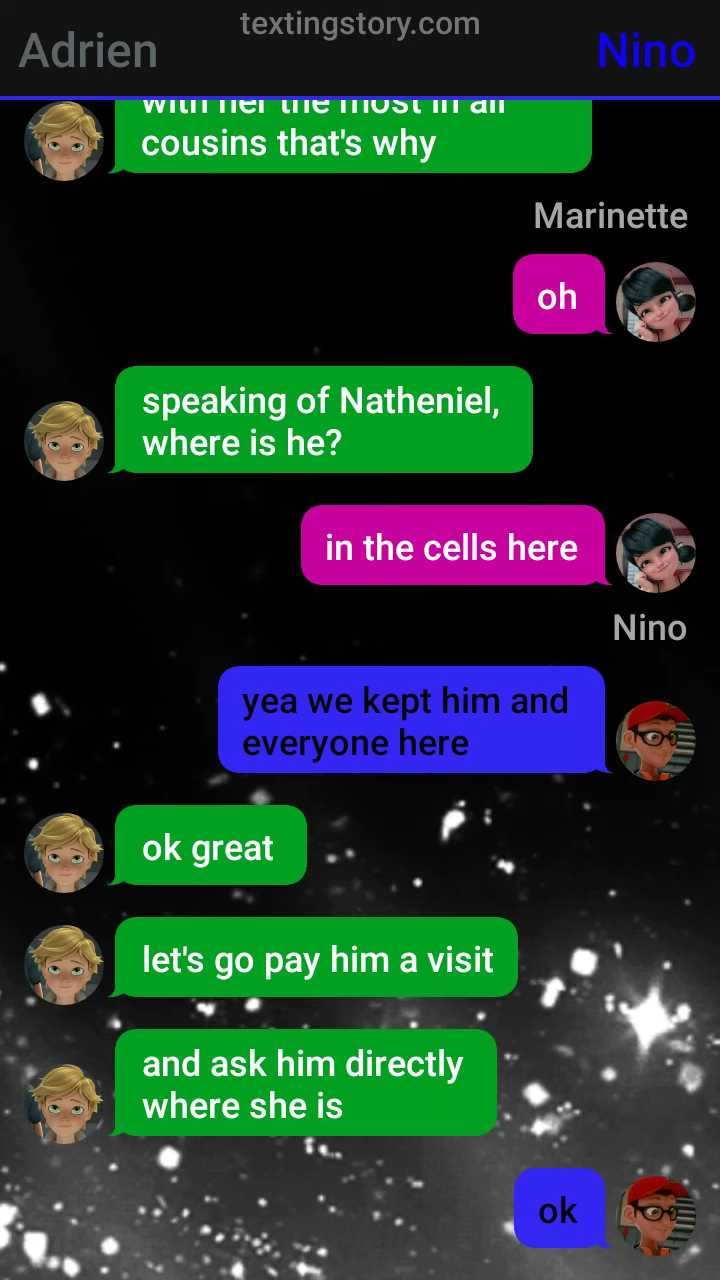 textingstory.com
Adrien
Nino
with her the most in all
cousins that's why
Marinette
oh
speaking of Natheniel,
where is he?
in the cells here
Nino
yea we kept him and
everyone here
ok great
let's go pay him a visit
and ask him directly
where she is
ok